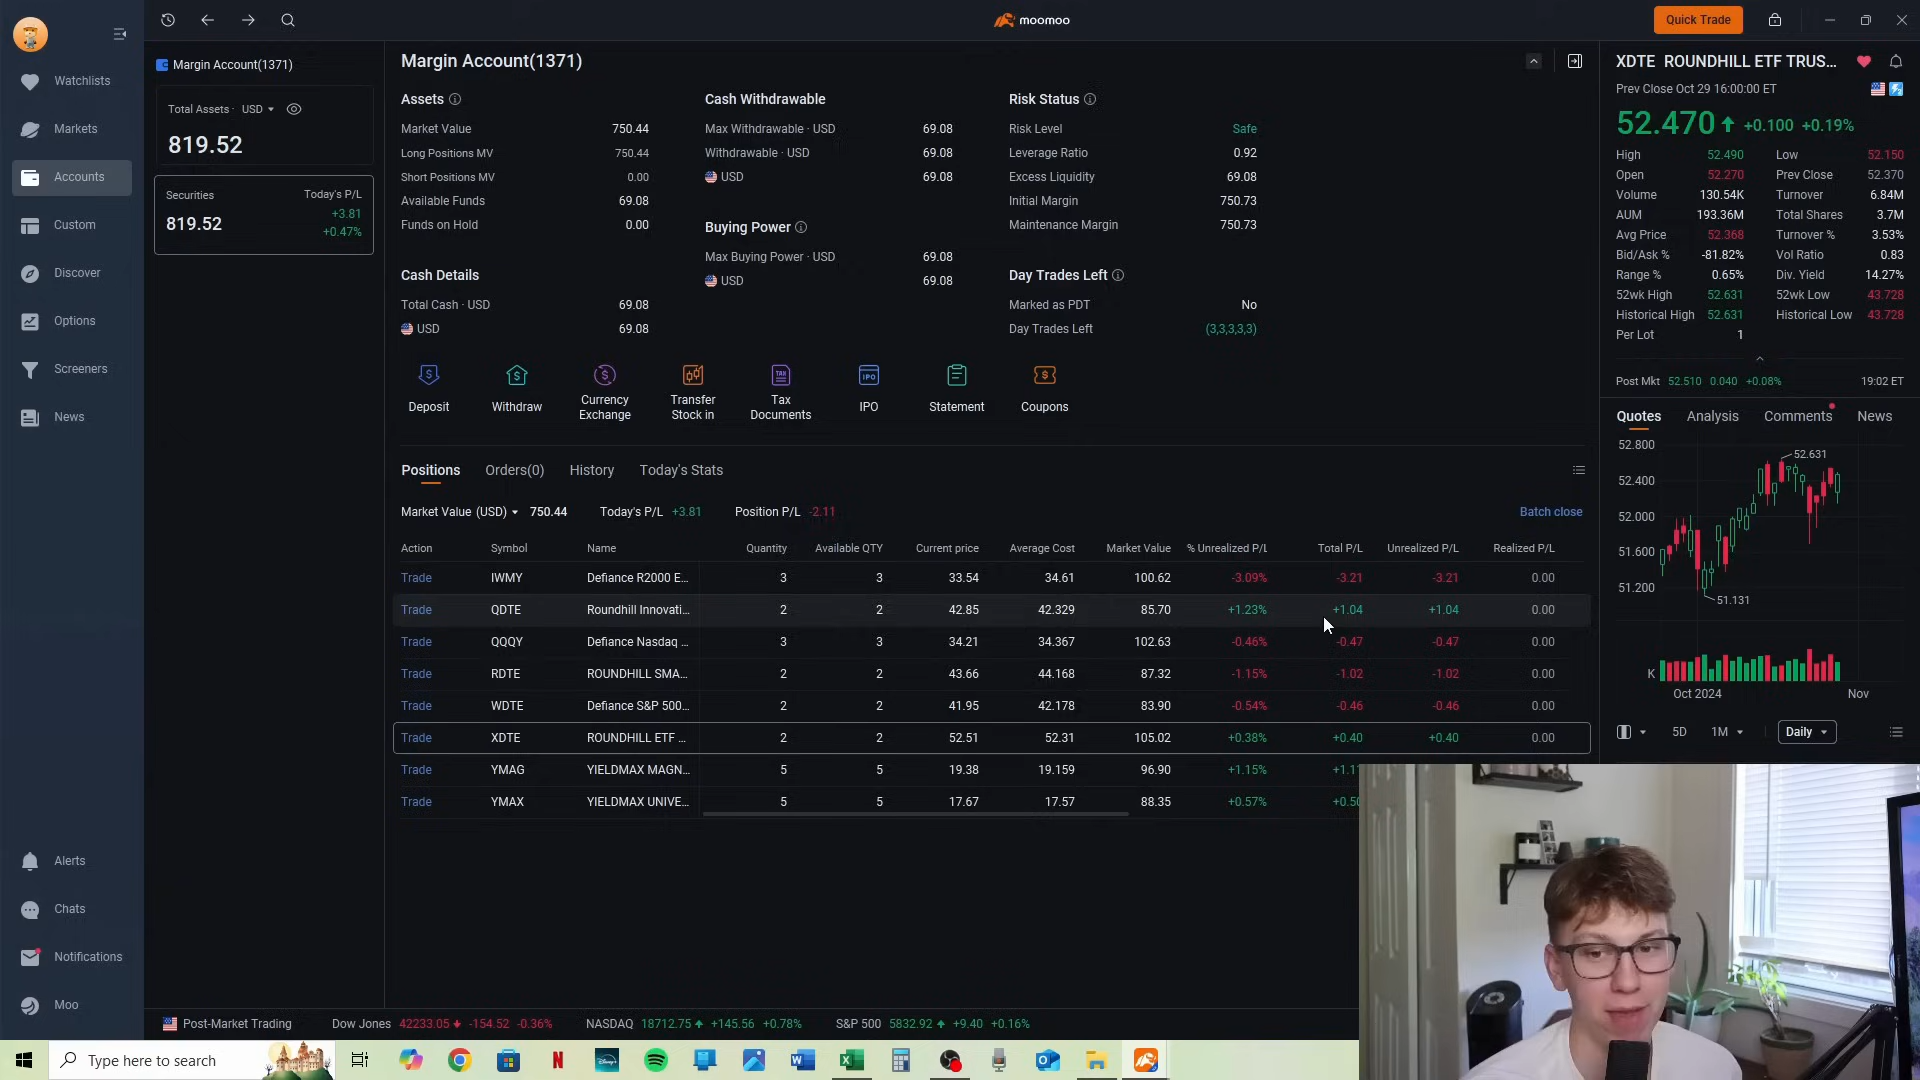 moomoo
Quick Trade
Watchlists
Markets
Accounts
Custom
Discover
Options
Screeners
News
Alerts
Chats
Notifications
Moo
Margin Account(1371)
Total Assets · USD
819.52
Securities Today's P/L
819.52 +3.81
+0.47%
Margin Account(1371)
Assets
Market Value 750.44
Long Positions MV 750.44
Short Positions MV 0.00
Available Funds 69.08
Funds on Hold 0.00
Cash Details
Total Cash · USD 69.08
USD 69.08
Cash Withdrawable
Max Withdrawable · USD 69.08
Withdrawable · USD 69.08
USD 69.08
Buying Power
Max Buying Power · USD 69.08
USD 69.08
Risk Status
Risk Level Safe
Leverage Ratio 0.92
Excess Liquidity 69.08
Initial Margin 750.73
Maintenance Margin 750.73
Day Trades Left
Marked as PDT No
Day Trades Left (3,3,3,3,3)
Deposit
Withdraw
Currency
Exchange
Transfer
Stock in
TAX
Tax
Documents
IPO
IPO
Statement
Coupons
Positions Orders(0) History Today's Stats
Market Value (USD) 750.44 Today's P/L +3.81 Position P/L -2.11 Batch close
Action Symbol Name Quantity Available QTY Current price Average Cost Market Value % Unrealized P/L Total P/L Unrealized P/L Realized P/L
Trade IWMY Defiance R2000 E... 3 3 33.54 34.61 100.62 -3.09% -3.21 -3.21 0.00
Trade QDTE Roundhill Innovati... 2 2 42.85 42.329 85.70 +1.23% +1.04 +1.04 0.00
Trade QQQY Defiance Nasdaq ... 3 3 34.21 34.367 102.63 -0.46% -0.47 -0.47 0.00
Trade RDTE ROUNDHILL SMA... 2 2 43.66 44.168 87.32 -1.15% -1.02 -1.02 0.00
Trade WDTE Defiance S&P 500... 2 2 41.95 42.178 83.90 -0.54% -0.46 -0.46 0.00
Trade XDTE ROUNDHILL ETF ... 2 2 52.51 52.31 105.02 +0.38% +0.40 +0.40 0.00
Trade YMAG YIELDMAX MAGN... 5 5 19.38 19.159 96.90 +1.15%
Trade YMAX YIELDMAX UNIVE... 5 5 17.67 17.57 88.35 +0.57%
XDTE ROUNDHILL ETF TRUS...
Prev Close Oct 29 16:00:00 ET
52.470 +0.100 +0.19%
High 52.490 Low 52.150
Open 52.270 Prev Close 52.370
Volume 130.54K Turnover 6.84M
AUM 193.36M Total Shares 3.7M
Avg Price 52.368 Turnover % 3.53%
Bid/Ask % -81.82% Vol Ratio 0.83
Range % 0.65% Div. Yield 14.27%
52wk High 52.631 52wk Low 43.728
Historical High 52.631 Historical Low 43.728
Per Lot 1
Post Mkt 52.510 0.040 +0.08% 19:02 ET
Quotes Analysis Comments News
52.800
52.631
52.400
52.000
51.600
51.200
51.131
K
Oct 2024 Nov
5D 1M Daily
Post-Market Trading Dow Jones 42233.05 -154.52 -0.36% NASDAQ 18712.75 +145.56 +0.78% S&P 500 5832.92 +9.40 +0.16%
Type here to search